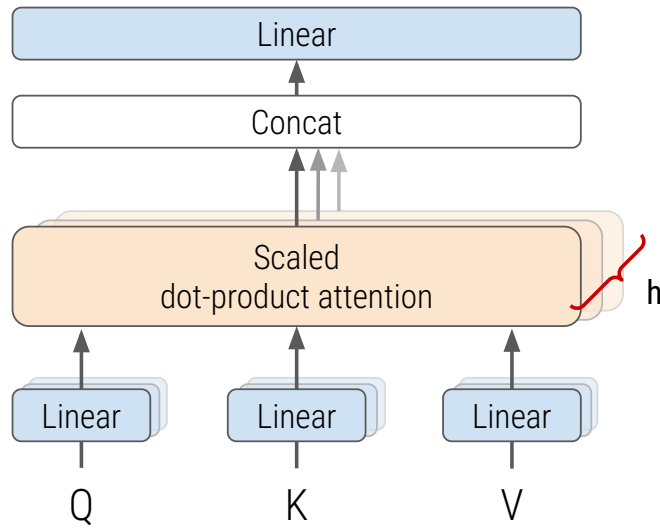 Linear
Concat
Scaled
dot-product attention
h
Linear Linear Linear
Q K V